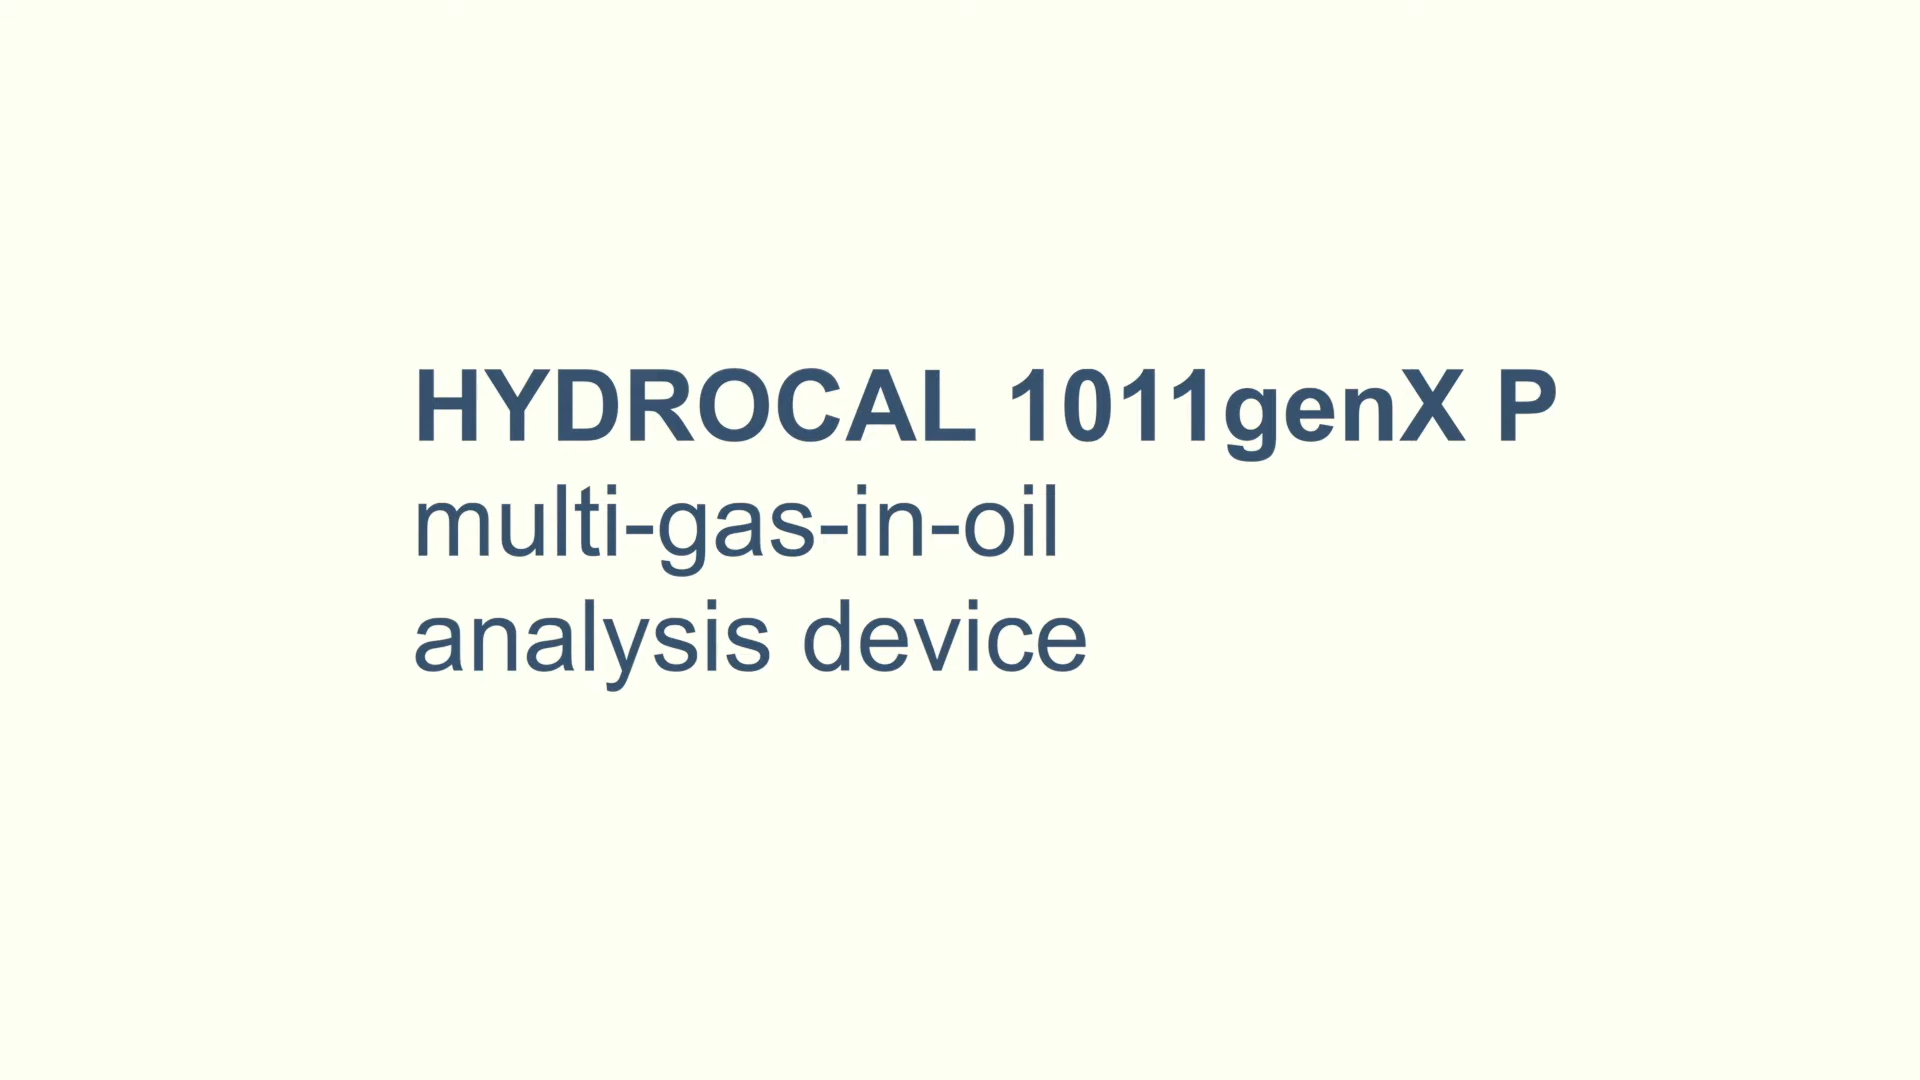 HYDROCAL 1011genX P
multi-gas-in-oil
analysis device